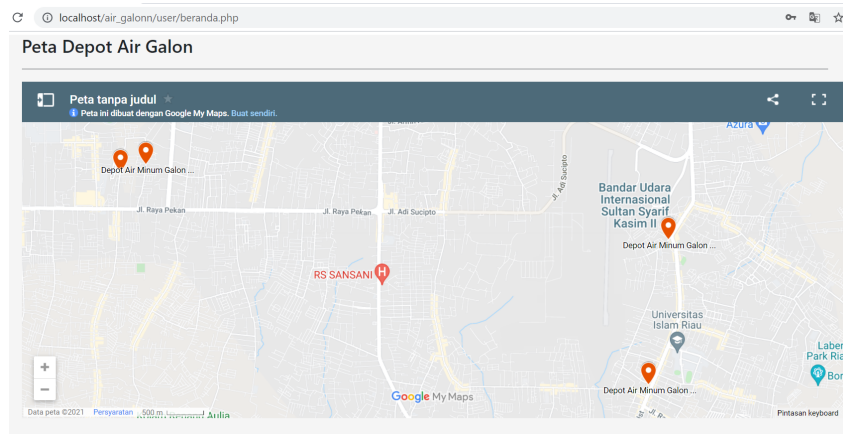 localhost/air_galonn/user/beranda.php
Peta Depot Air Galon
Peta tanpa judul
Peta ini dibuat dengan Google My Maps. Buat sendiri.
Azura
Jl. Adi Sucipto
Depot Air Minum Galon ...
Bandar Udara
Internasional
Sultan Syarif
Kasim II
Jl. Raya Pekan
Jl. Raya Pekan
Jl. Adi Sucipto
Depot Air Minum Galon ...
RS SANSANI
H
Universitas
Islam Riau
Laber
Park Ria
Bor
Depot Air Minum Galon ...
+
−
Google My Maps
Data peta ©2021
Persyaratan
500 m
Aulia
Pintasan keyboard